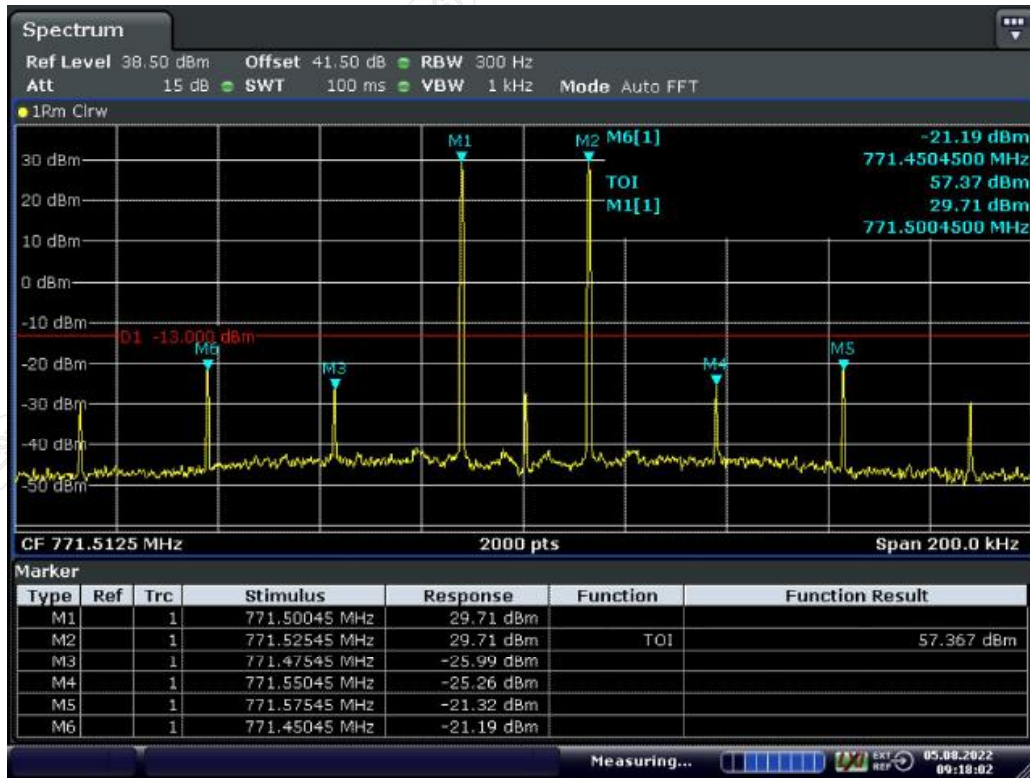 Spectrum
Ref Level 38.50 dBm Offset 41.50 dB RBW 300 Hz
Att 15 dB SWT 100 ms VBW 1 kHz Mode Auto FFT
1Rm Clrw
M1 M2 M6[1] -21.19 dBm
30 dBm 771.4504500 MHz
TOI 57.37 dBm
20 dBm M1[1] 29.71 dBm
771.5004500 MHz
10 dBm
0 dBm
-10 dBm
D1 -13.000 dBm
M6 M5
-20 dBm M3 M4
-30 dBm
-40 dBm
-50 dBm
CF 771.5125 MHz 2000 pts Span 200.0 kHz
Marker
Type Ref Trc Stimulus Response Function Function Result
M1 1 771.50045 MHz 29.71 dBm
M2 1 771.52545 MHz 29.71 dBm TOI 57.367 dBm
M3 1 771.47545 MHz -25.99 dBm
M4 1 771.55045 MHz -25.26 dBm
M5 1 771.57545 MHz -21.32 dBm
M6 1 771.45045 MHz -21.19 dBm
Measuring... LXI EXT REF 05.08.2022
09:18:02